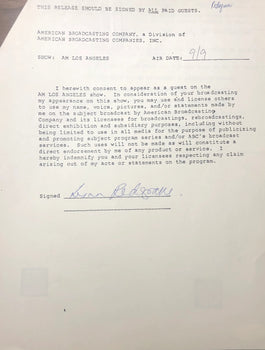 THIS RELEASE SHOULD BE SIGNED BY ALL PAID GUESTS.
AMERICAN BROADCASTING COMPANY, a Division of
AMERICAN BROADCASTING COMPANIES, INC.
SHOW: AM LOS ANGELES AIR DATE: 9/9
I herewith consent to appear as a guest on the
AM LOS ANGELES show. In consideration of your broadcasting
my appearance on this show, you may use and license others
to use my name, voice, pictures, and/or statements made by
me on the subject broadcast by American Broadcasting
Company and its licensees for broadcasts, rebroadcasts,
direct exhibition and subsidiary purposes, including without
being limited to use in all media for the purpose of publicizing
and promoting subject program series and/or ABC's broadcast
services. Such uses will not be made as will constitute a
direct endorsement by me of any product or service. I
hereby indemnify you and your licensees respecting any claim
arising out of my acts or statements on the program.
Signed